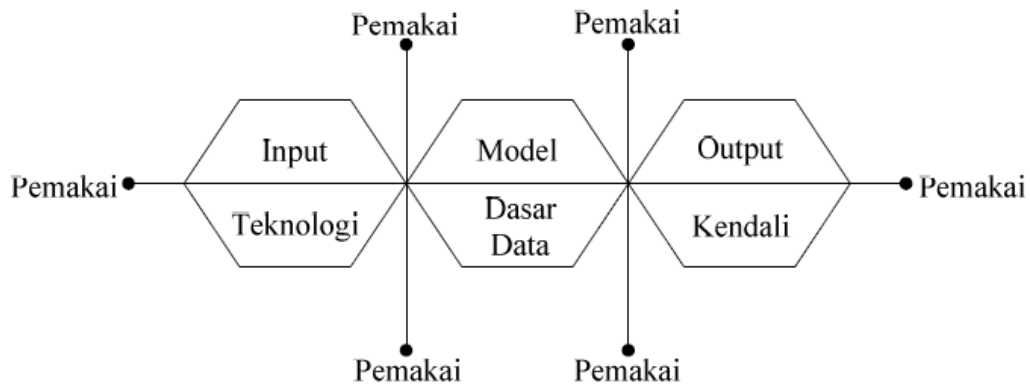 Pemakai
Pemakai
Input
Model
Output
Pemakai
Pemakai
Teknologi
Dasar
Data
Kendali
Pemakai
Pemakai